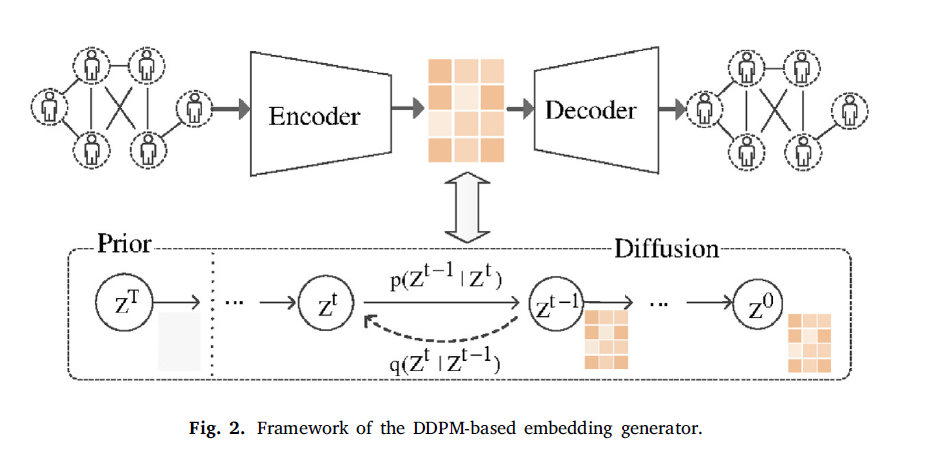 Encoder
Decoder
Prior
Diffusion
z^T
...
z^t
p(z^{t-1} | z^t)
q(z^t | z^{t-1})
z^{t-1}
...
z^0
Fig. 2. Framework of the DDPM-based embedding generator.